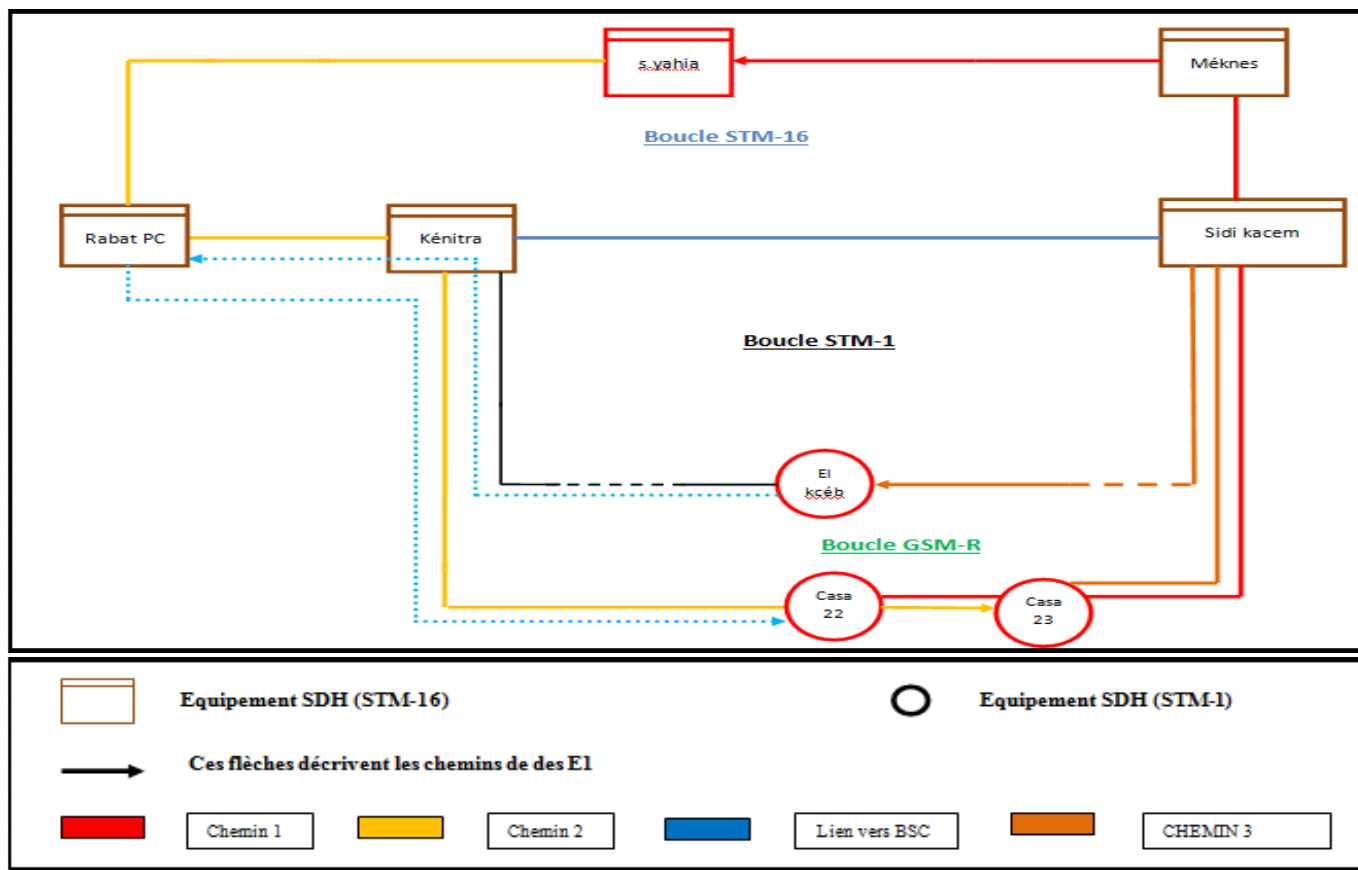 s.yahia
Méknes
Boucle STM-16
Rabat PC
Kénitra
Sidi kacem
Boucle STM-1
El
kcéb
Boucle GSM-R
Casa
22
Casa
23
Equipement SDH (STM-16)
Equipement SDH (STM-1)
Ces flèches décrivent les chemins de des E1
Chemin 1
Chemin 2
Lien vers BSC
CHEMIN 3